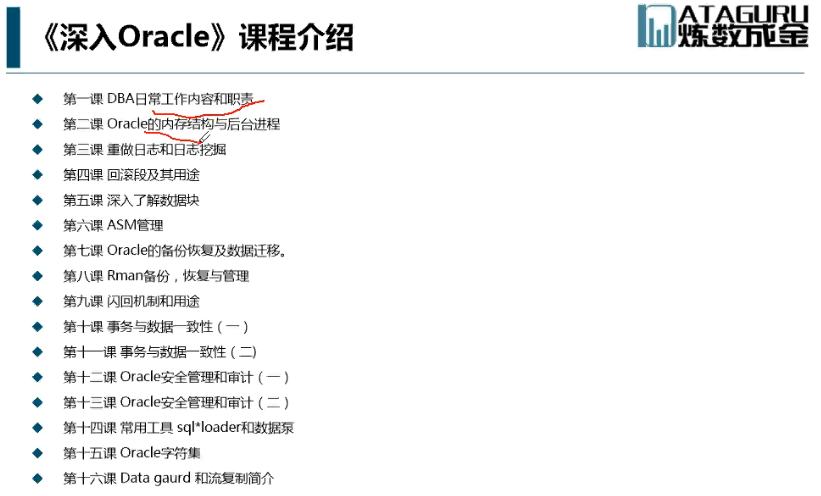 《深入Oracle》课程介绍
ATAGURU
炼数成金
第一课 DBA日常工作内容和职责
第二课 Oracle的内存结构与后台进程
第三课 重做日志和日志挖掘
第四课 回滚段及其用途
第五课 深入了解数据块
第六课 ASM管理
第七课 Oracle的备份恢复及数据迁移。
第八课 Rman备份，恢复与管理
第九课 闪回机制和用途
第十课 事务与数据一致性（一）
第十一课 事务与数据一致性（二)
第十二课 Oracle安全管理和审计（一）
第十三课 Oracle安全管理和审计（二）
第十四课 常用工具 sql*loader和数据泵
第十五课 Oracle字符集
第十六课 Data gaurd 和流复制简介